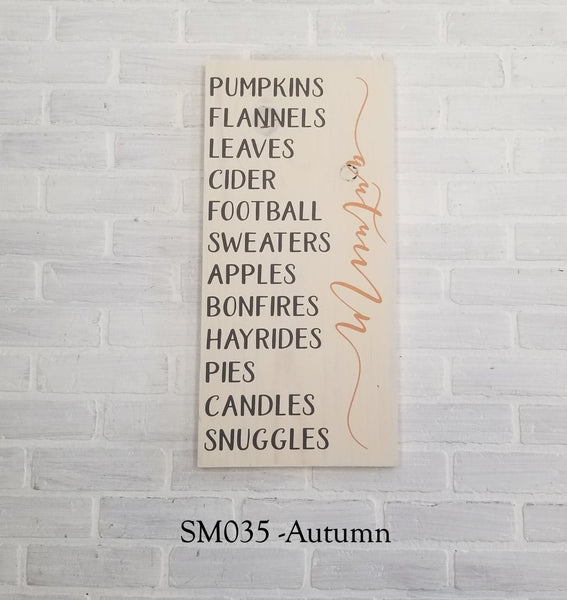 PUMPKINS
FLANNELS
LEAVES
CIDER
FOOTBALL
SWEATERS
APPLES
BONFIRES
HAYRIDES
PIES
CANDLES
SNUGGLES
autumn
SM035 -Autumn